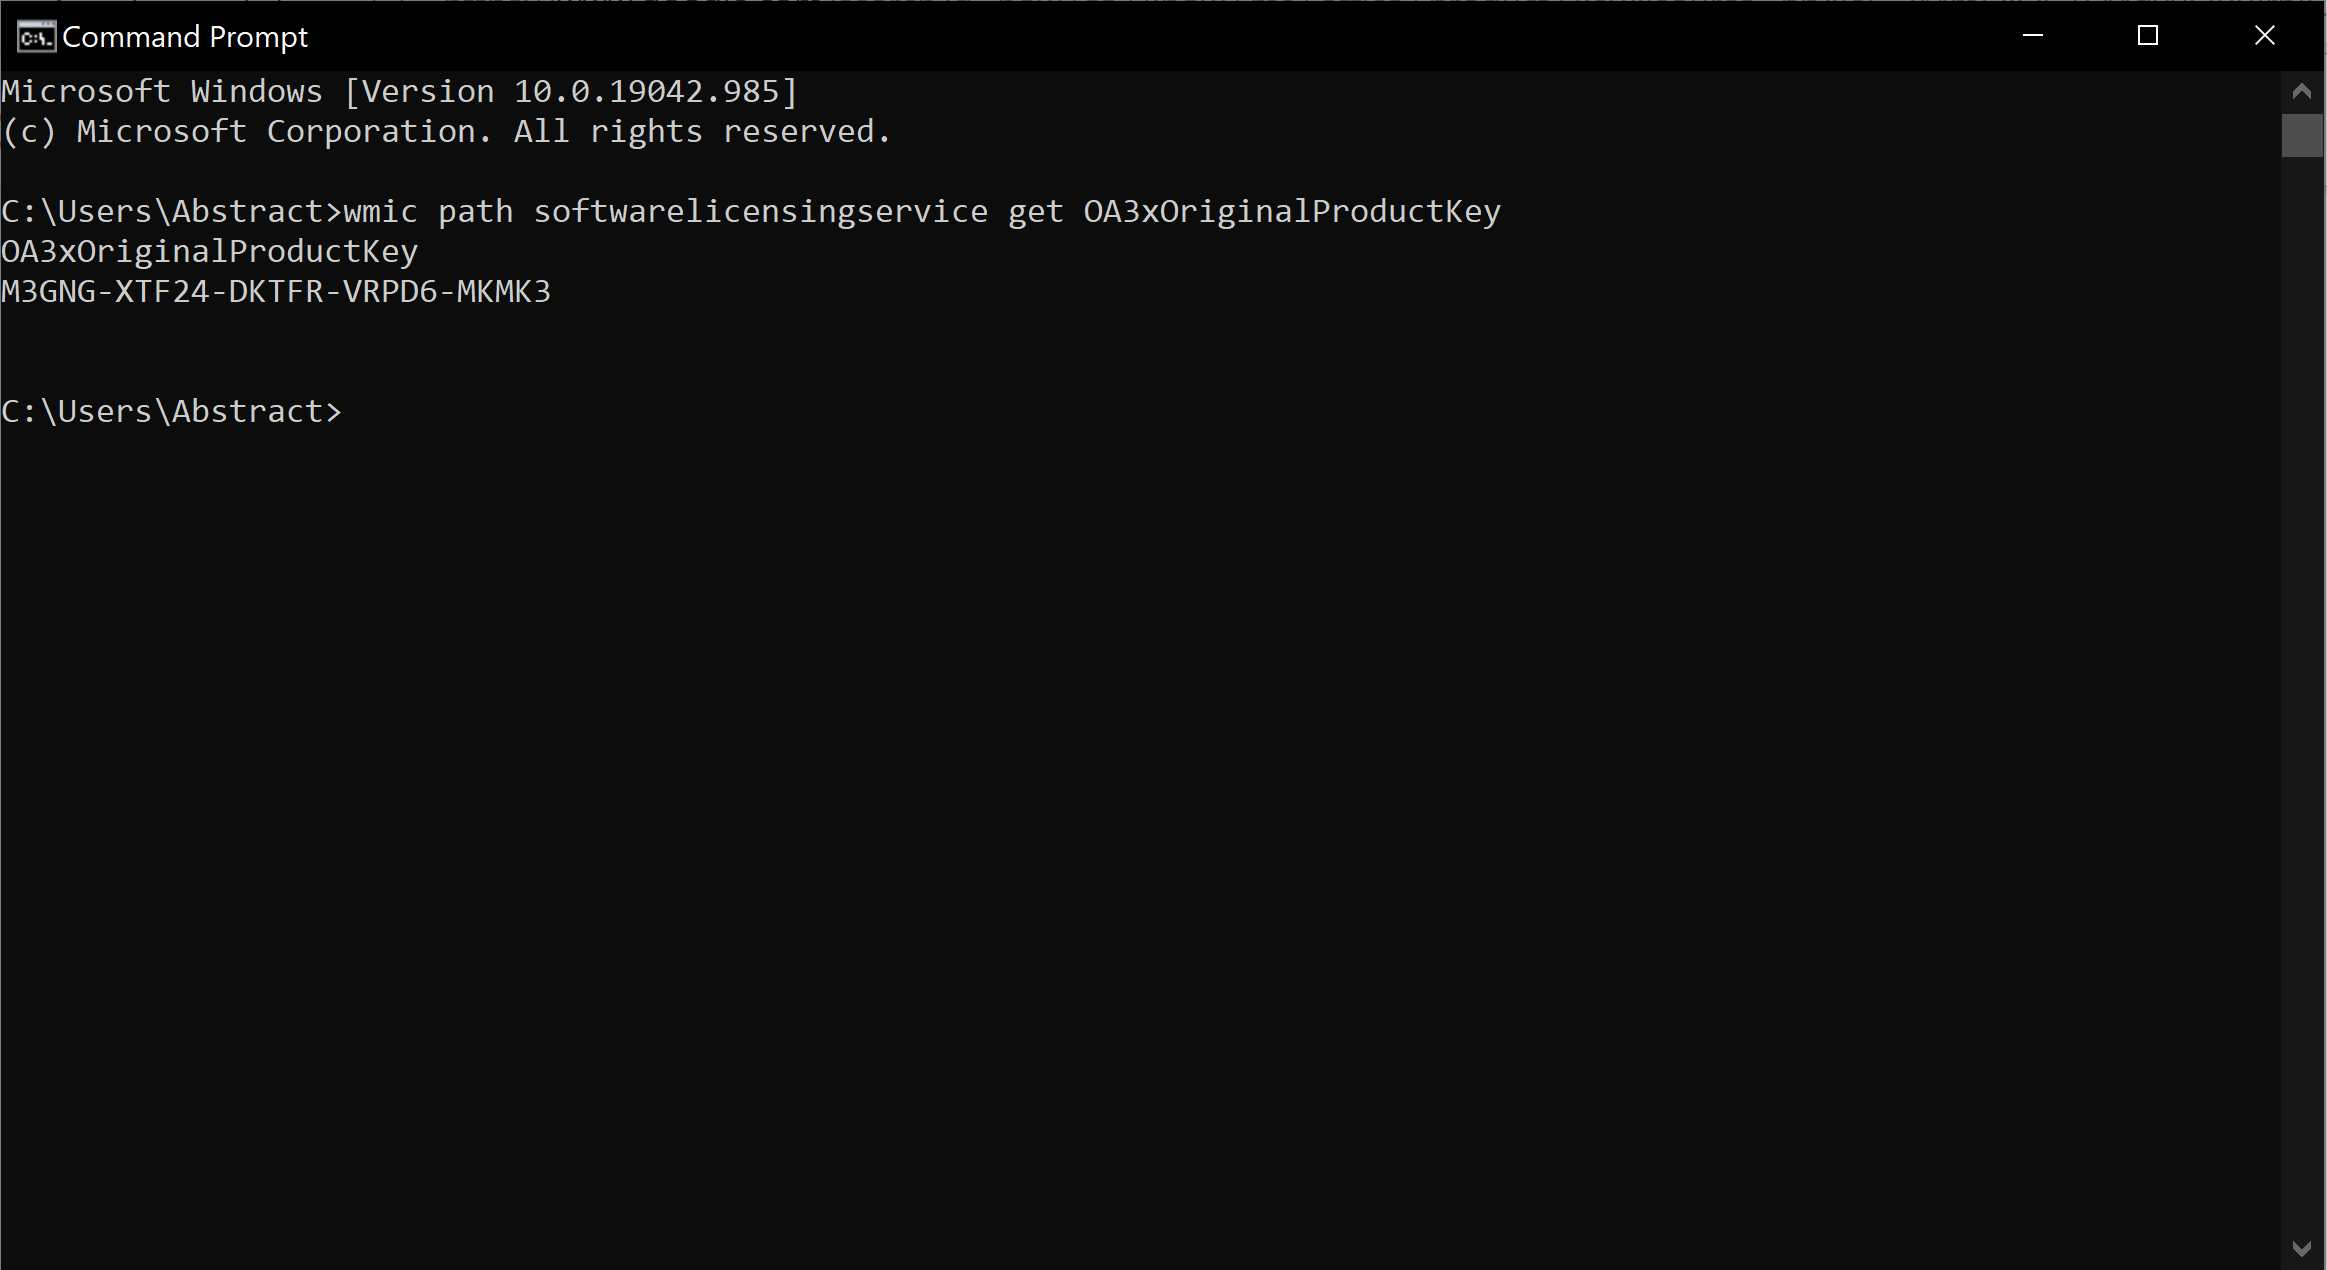 Command Prompt
Microsoft Windows [Version 10.0.19042.985]
(c) Microsoft Corporation. All rights reserved.
C:\Users\Abstract>wmic path softwarelicensingservice get OA3xOriginalProductKey
OA3xOriginalProductKey
M3GNG-XTF24-DKTFR-VRPD6-MKMK3
C:\Users\Abstract>